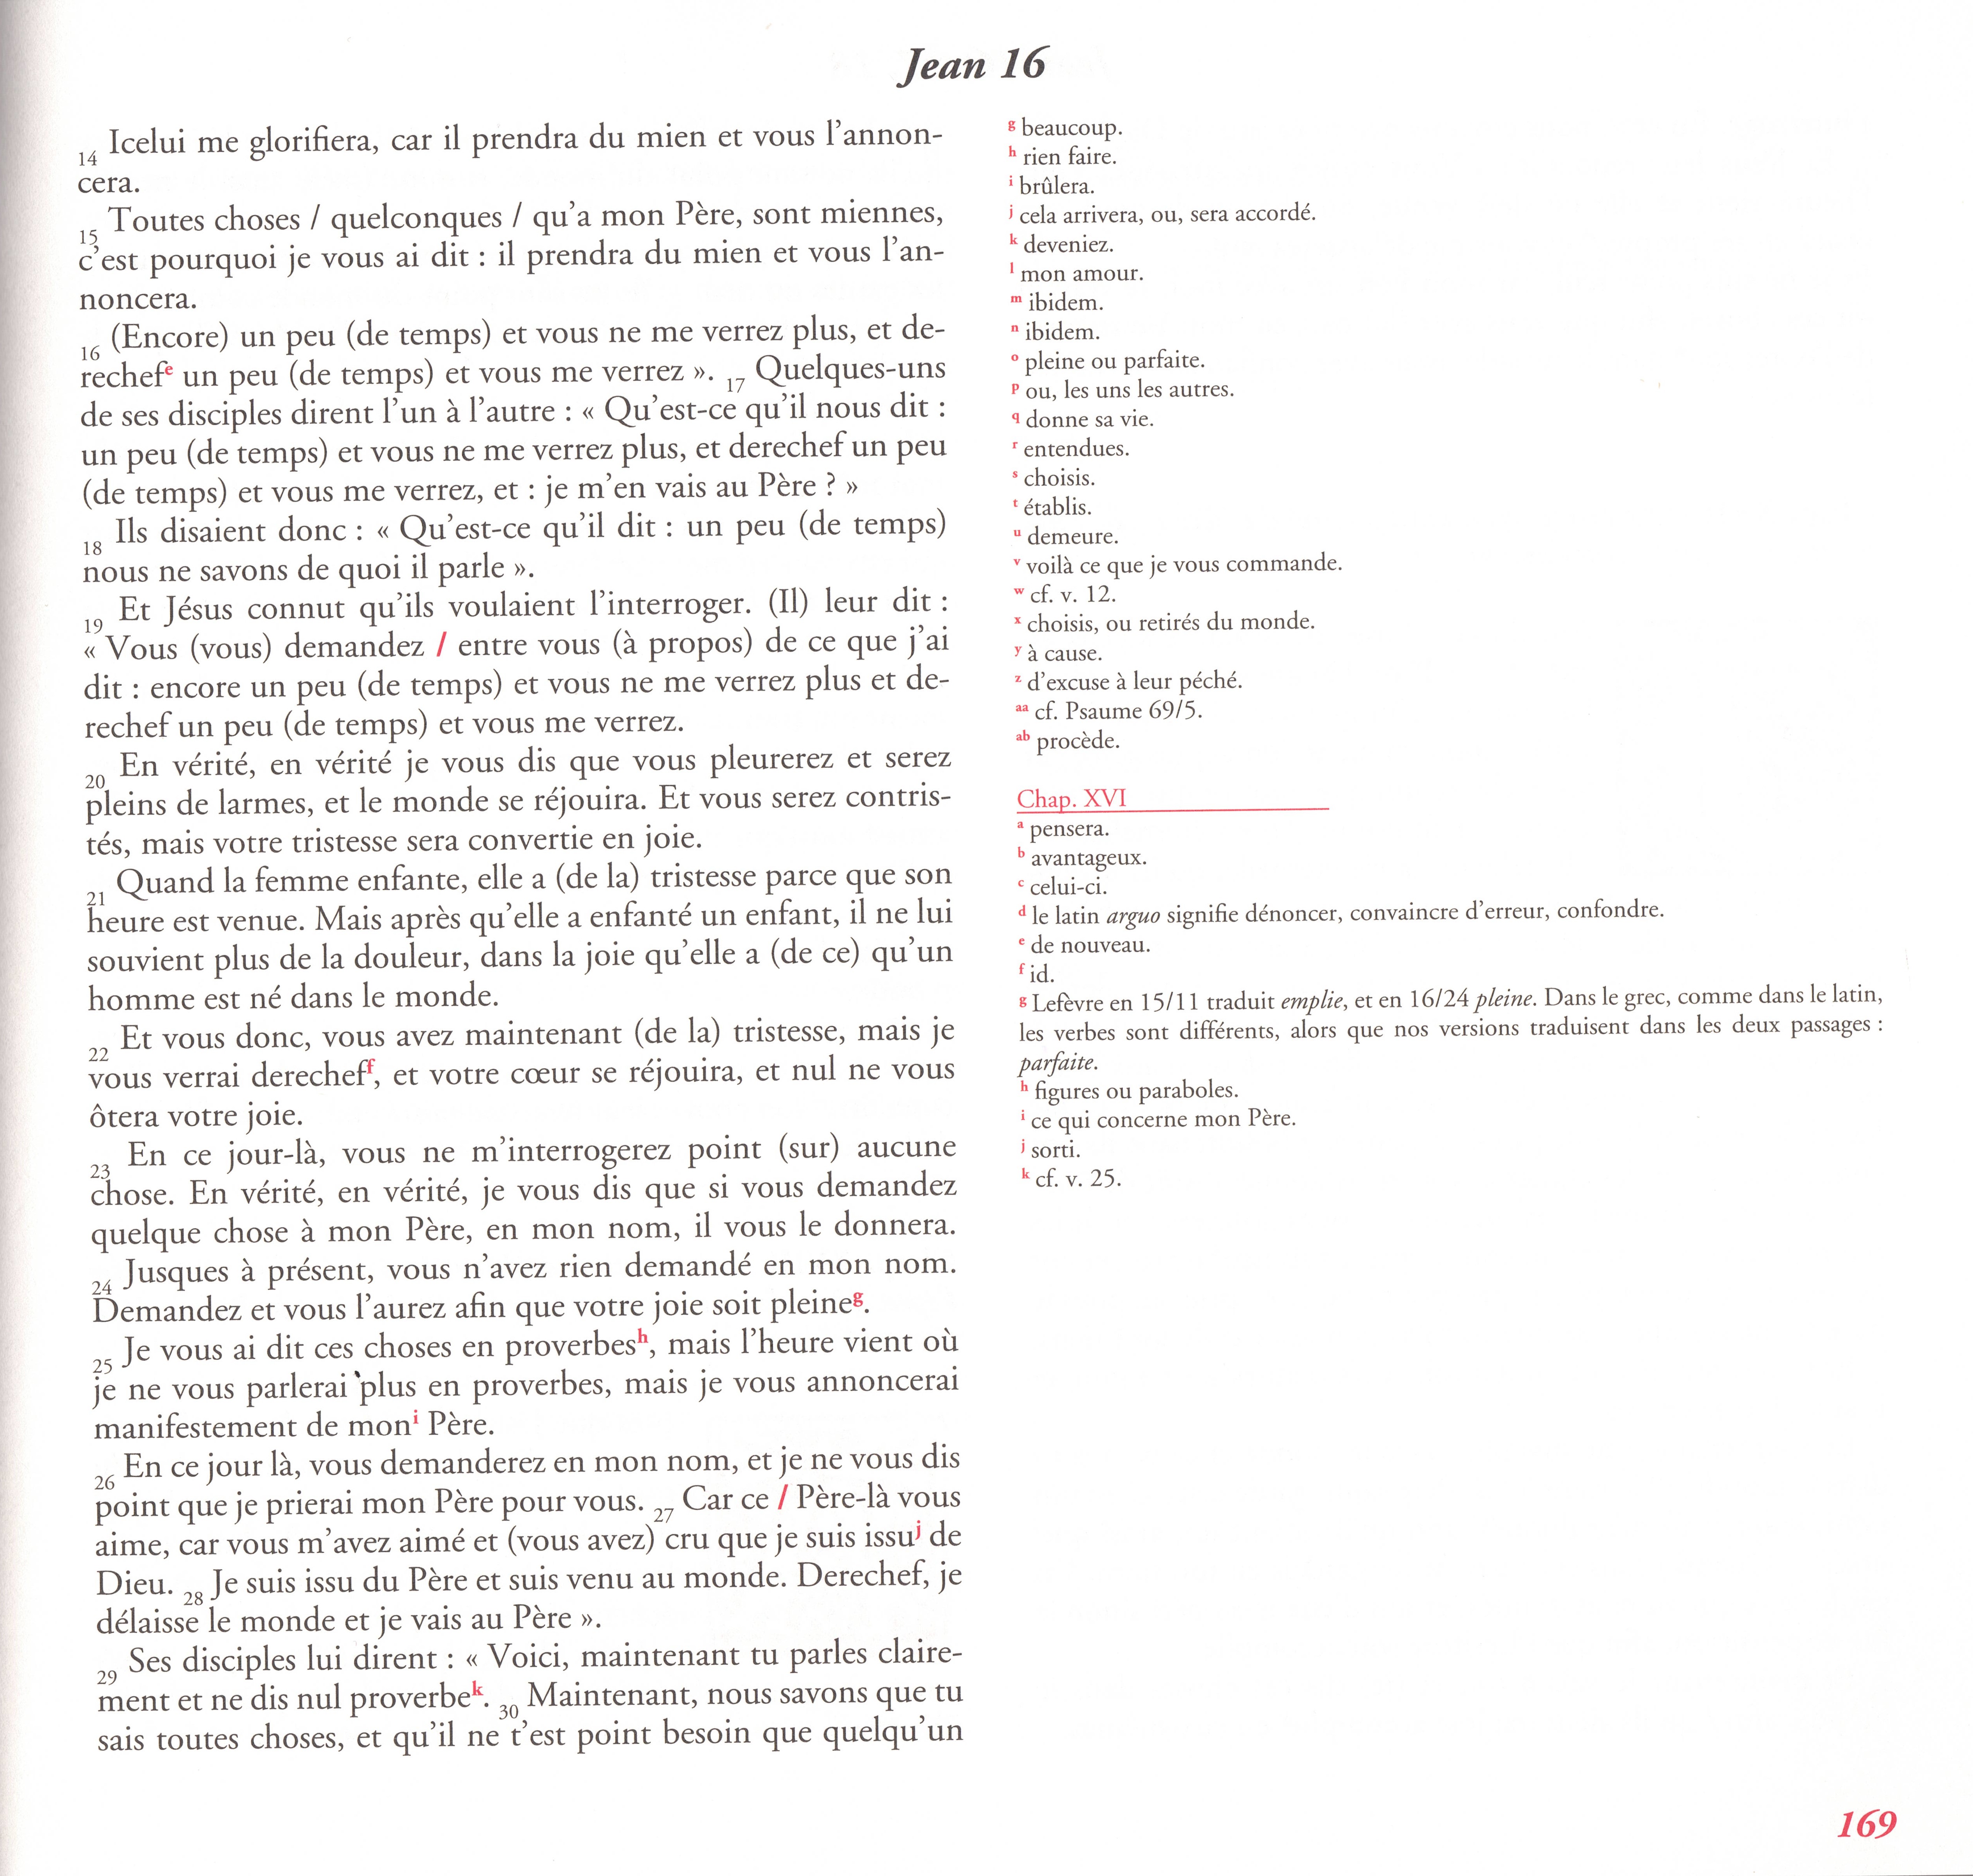 Jean 16
14 Icelui me glorifiera, car il prendra du mien et vous l’annon-
cera.
15 Toutes choses / quelconques / qu’a mon Père, sont miennes,
c’est pourquoi je vous ai dit : il prendra du mien et vous l’an-
noncera.
16 (Encore) un peu (de temps) et vous ne me verrez plus, et de-
rechefe un peu (de temps) et vous me verrez ». 17 Quelques-uns
de ses disciples dirent l’un à l’autre : « Qu’est-ce qu’il nous dit :
un peu (de temps) et vous ne me verrez plus, et derechef un peu
(de temps) et vous me verrez, et : je m’en vais au Père ? »
18 Ils disaient donc : « Qu’est-ce qu’il dit : un peu (de temps)
nous ne savons de quoi il parle ».
19 Et Jésus connut qu’ils voulaient l’interroger. (Il) leur dit :
« Vous (vous) demandez / entre vous (à propos) de ce que j’ai
dit : encore un peu (de temps) et vous ne me verrez plus et de-
rechef un peu (de temps) et vous me verrez.
20 En vérité, en vérité je vous dis que vous pleurerez et serez
pleins de larmes, et le monde se réjouira. Et vous serez contris-
tés, mais votre tristesse sera convertie en joie.
21 Quand la femme enfante, elle a (de la) tristesse parce que son
heure est venue. Mais après qu’elle a enfanté un enfant, il ne lui
souvient plus de la douleur, dans la joie qu’elle a (de ce) qu’un
homme est né dans le monde.
22 Et vous donc, vous avez maintenant (de la) tristesse, mais je
vous verrai dereechf, et votre cœur se réjouira, et nul ne vous
ôtera votre joie.
23 En ce jour-là, vous ne m’interrogerez point (sur) aucune
chose. En vérité, en vérité, je vous dis que si vous demandez
quelque chose à mon Père, en mon nom, il vous le donnera.
24 Jusques à présent, vous n’avez rien demandé en mon nom.
Demandez et vous l’aurez afin que votre joie soit pleineg.
25 Je vous ai dit ces choses en proverbesh, mais l’heure vient où
je ne vous parlerai plus en proverbes, mais je vous annoncerai
manifestement de moni Père.
26 En ce jour là, vous demanderez en mon nom, et je ne vous dis
point que je prierai mon Père pour vous. 27 Car ce / Père-là vous
aime, car vous m’avez aimé et (vous avez) cru que je suis issuj de
Dieu. 28 Je suis issu du Père et suis venu au monde. Derechef, je
délaisse le monde et je vais au Père ».
29 Ses disciples lui dirent : « Voici, maintenant tu parles claire-
ment et ne dis nul proverbek. 30 Maintenant, nous savons que tu
sais toutes choses, et qu’il ne t’est point besoin que quelqu’un
g beaucoup.
h rien faire.
i brûlera.
j cela arrivera, ou, sera accordé.
k deveniez.
l mon amour.
m ibidem.
n ibidem.
o pleine ou parfaite.
p ou, les uns les autres.
q donne sa vie.
r entendues.
s choisis.
t établis.
u demeure.
v voilà ce que je vous commande.
w cf. v. 12.
x choisis, ou retirés du monde.
y à cause.
z d’excuse à leur péché.
aa cf. Psaume 69/5.
ab procède.
Chap. XVI
a pensera.
b avantageux.
c celui-ci.
d le latin arguo signifie dénoncer, convaincre d’erreur, confondre.
e de nouveau.
f id.
g Lefèvre en 15/11 traduit emplie, et en 16/24 pleine. Dans le grec, comme dans le latin,
les verbes sont différents, alors que nos versions traduisent dans les deux passages :
parfaite.
h figures ou paraboles.
i ce qui concerne mon Père.
j sorti.
k cf. v. 25.
169